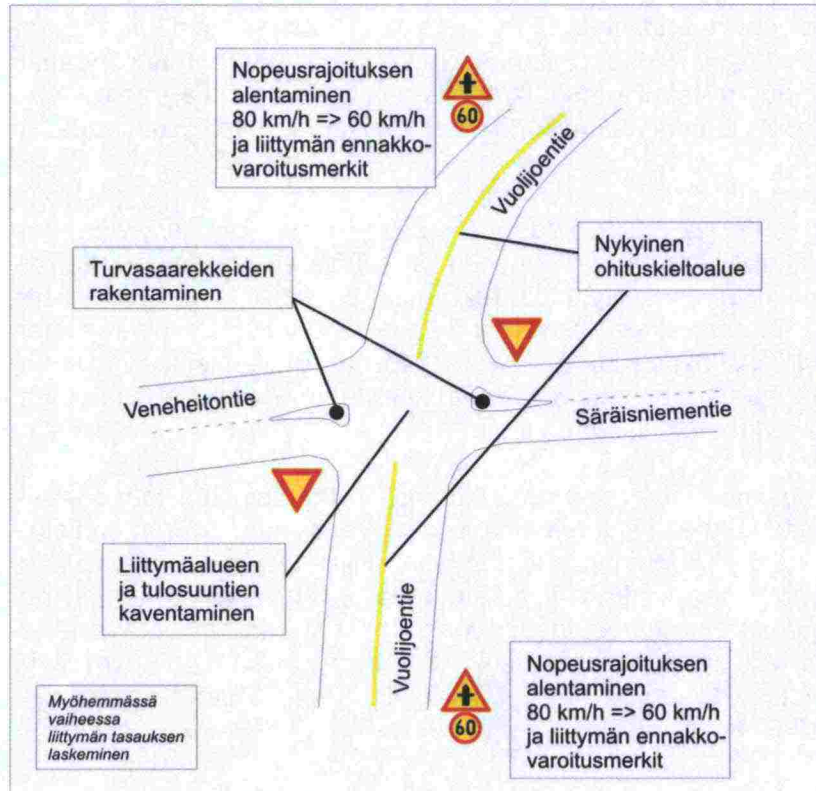 Nopeusrajoituksen
alentaminen
80 km/h => 60 km/h
ja liittymän ennakko-
varoitusmerkit
60
Vuolijoentie
Nykyinen
ohituskieltoalue
Turvasaarekkeiden
rakentaminen
Veneheitontie
Säräisniementie
Liittymäalueen
ja tulosuuntien
kaventaminen
Vuolijoentie
Nopeusrajoituksen
alentaminen
80 km/h => 60 km/h
ja liittymän ennakko-
varoitusmerkit
60
Myöhemmässä
vaiheessa
liittymän tasauksen
laskeminen